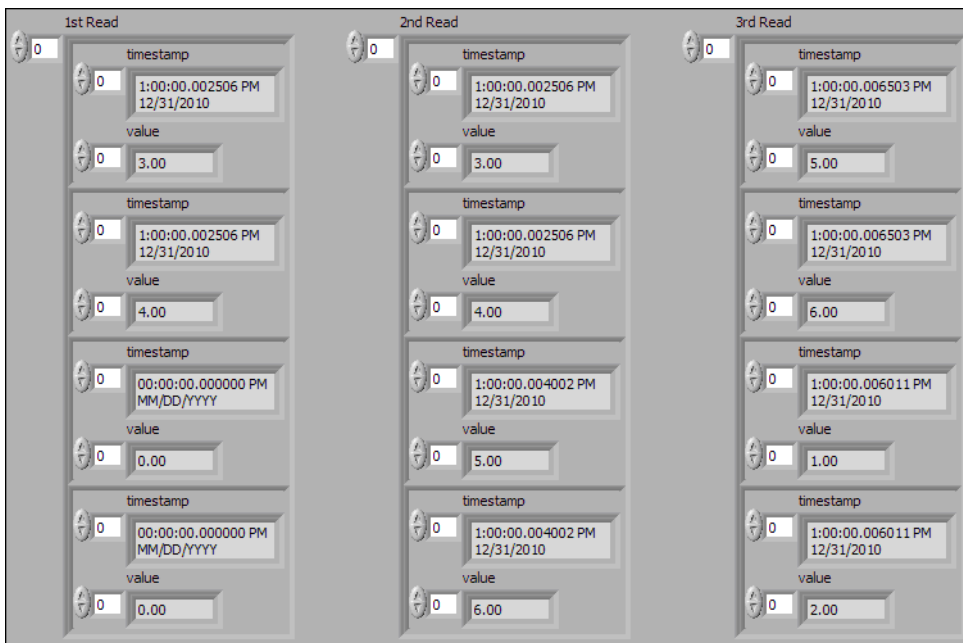 1st Read
0
timestamp
0
1:00:00.002506 PM
12/31/2010
value
0
3.00
timestamp
0
1:00:00.002506 PM
12/31/2010
value
0
4.00
timestamp
0
00:00:00.000000 PM
MM/DD/YYYY
value
0
0.00
timestamp
0
00:00:00.000000 PM
MM/DD/YYYY
value
0
0.00
2nd Read
0
timestamp
0
1:00:00.002506 PM
12/31/2010
value
0
3.00
timestamp
0
1:00:00.002506 PM
12/31/2010
value
0
4.00
timestamp
0
1:00:00.004002 PM
12/31/2010
value
0
5.00
timestamp
0
1:00:00.004002 PM
12/31/2010
value
0
6.00
3rd Read
0
timestamp
0
1:00:00.006503 PM
12/31/2010
value
0
5.00
timestamp
0
1:00:00.006503 PM
12/31/2010
value
0
6.00
timestamp
0
1:00:00.006011 PM
12/31/2010
value
0
1.00
timestamp
0
1:00:00.006011 PM
12/31/2010
value
0
2.00